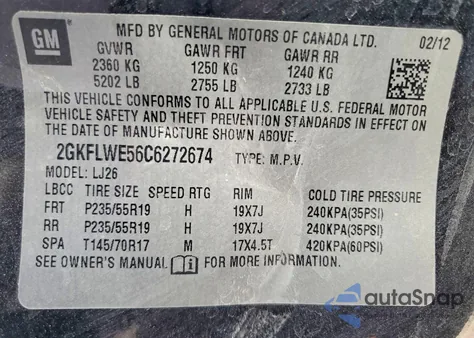 GM
MFD BY GENERAL MOTORS OF CANADA LTD. 02/12
GVWR GAWR FRT GAWR RR
2360 KG 1250 KG 1240 KG
5202 LB 2755 LB 2733 LB
THIS VEHICLE CONFORMS TO ALL APPLICABLE U.S. FEDERAL MOTOR
VEHICLE SAFETY AND THEFT PREVENTION STANDARDS IN EFFECT ON
THE DATE OF MANUFACTURE SHOWN ABOVE.
2GKFLWE56C6272674 TYPE: M.P.V.
MODEL: LJ26
LBCC TIRE SIZE SPEED RTG RIM COLD TIRE PRESSURE
FRT P235/55R19 H 19X7J 240KPA(35PSI)
RR P235/55R19 H 19X7J 240KPA(35PSI)
SPA T145/70R17 M 17X4.5T 420KPA(60PSI)
SEE OWNER'S MANUAL FOR MORE INFORMATION.
autoSnap